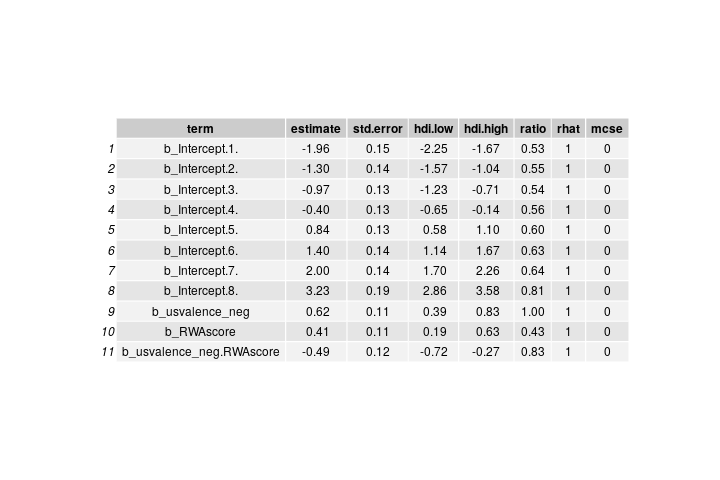 term estimate std.error hdi.low hdi.high ratio rhat mcse
1 b_Intercept.1. -1.96 0.15 -2.25 -1.67 0.53 1 0
2 b_Intercept.2. -1.30 0.14 -1.57 -1.04 0.55 1 0
3 b_Intercept.3. -0.97 0.13 -1.23 -0.71 0.54 1 0
4 b_Intercept.4. -0.40 0.13 -0.65 -0.14 0.56 1 0
5 b_Intercept.5. 0.84 0.13 0.58 1.10 0.60 1 0
6 b_Intercept.6. 1.40 0.14 1.14 1.67 0.63 1 0
7 b_Intercept.7. 2.00 0.14 1.70 2.26 0.64 1 0
8 b_Intercept.8. 3.23 0.19 2.86 3.58 0.81 1 0
9 b_usvalence_neg 0.62 0.11 0.39 0.83 1.00 1 0
10 b_RWAscore 0.41 0.11 0.19 0.63 0.43 1 0
11 b_usvalence_neg.RWAscore -0.49 0.12 -0.72 -0.27 0.83 1 0